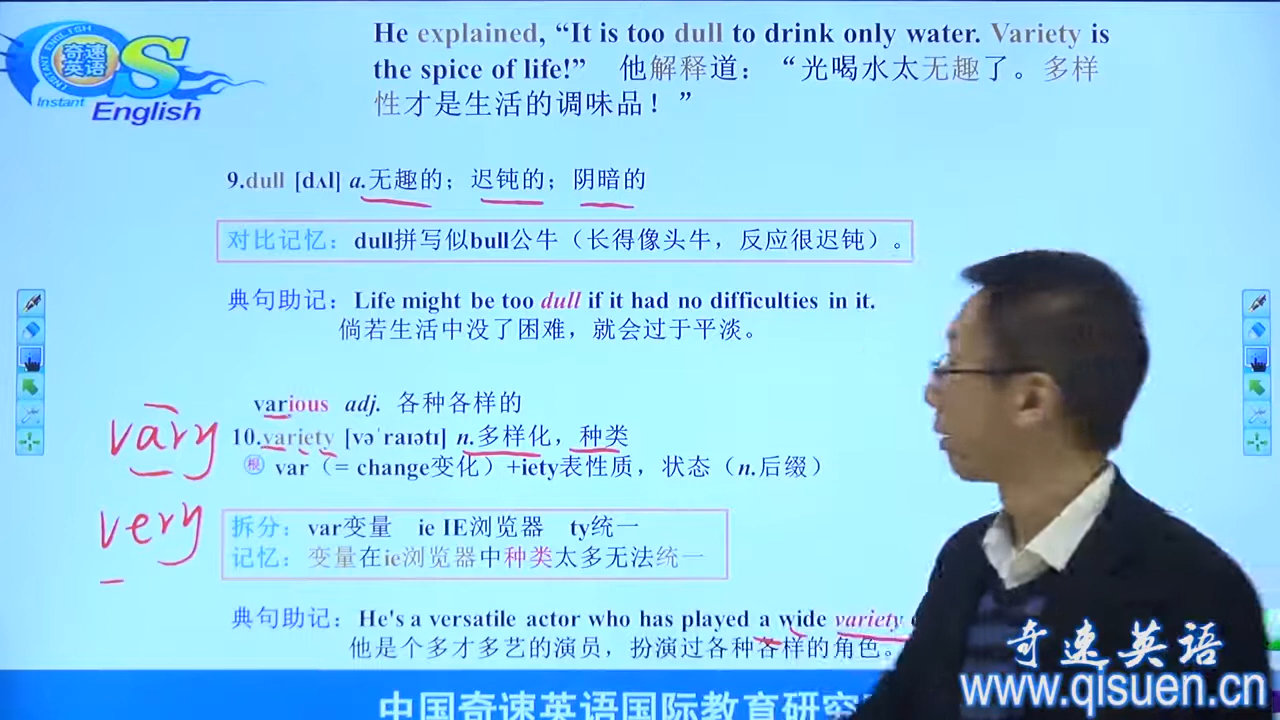 INSTANT ENGLISH
奇速
英语
S
Instant
English
He explained, “It is too dull to drink only water. Variety is
the spice of life!” 他解释道：“光喝水太无趣了。多样
性才是生活的调味品！”
9.dull [dʌl] a.无趣的；迟钝的；阴暗的
对比记忆：dull拼写似bull公牛（长得像头牛，反应很迟钝）。
典句助记：Life might be too dull if it had no difficulties in it.
倘若生活中没了困难，就会过于平淡。
various adj. 各种各样的
vary
10.variety [vəˈraɪətɪ] n.多样化，种类
根 var（= change变化）+iety表性质，状态（n.后缀）
very
拆分：var变量 ie IE浏览器 ty统一
记忆：变量在ie浏览器中种类太多无法统一
典句助记：He's a versatile actor who has played a wide variety
他是个多才多艺的演员，扮演过各种各样的角色。
奇速英语
www.qisuen.cn
中国奇速英语国际教育研究